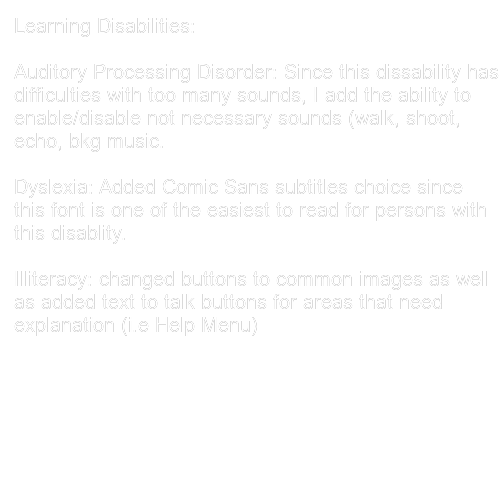 Learning Disabilities:
Auditory Processing Disorder: Since this dissability has
difficulties with too many sounds, I add the ability to
enable/disable not necessary sounds (walk, shoot,
echo, bkg music.
Dyslexia: Added Comic Sans subtitles choice since
this font is one of the easiest to read for persons with
this disablity.
Illiteracy: changed buttons to common images as well
as added text to talk buttons for areas that need
explanation (i.e Help Menu)